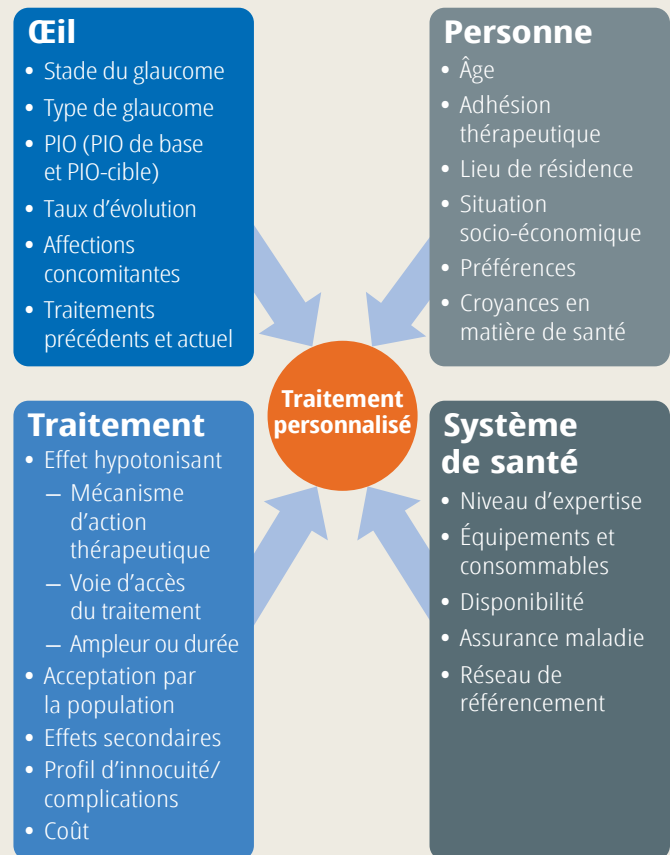 Œil
• Stade du glaucome
• Type de glaucome
• PIO (PIO de base
et PIO-cible)
• Taux d’évolution
• Affections
concomitantes
• Traitements
précédents et actuel
Personne
• Âge
• Adhésion
thérapeutique
• Lieu de résidence
• Situation
socio-économique
• Préférences
• Croyances en
matière de santé
Traitement
personnalisé
Traitement
• Effet hypotonisant
– Mécanisme
d’action
thérapeutique
– Voie d’accès
du traitement
– Ampleur ou durée
• Acceptation par
la population
• Effets secondaires
• Profil d’innocuité/
complications
• Coût
Système
de santé
• Niveau d’expertise
• Équipements et
consommables
• Disponibilité
• Assurance maladie
• Réseau de
référencement